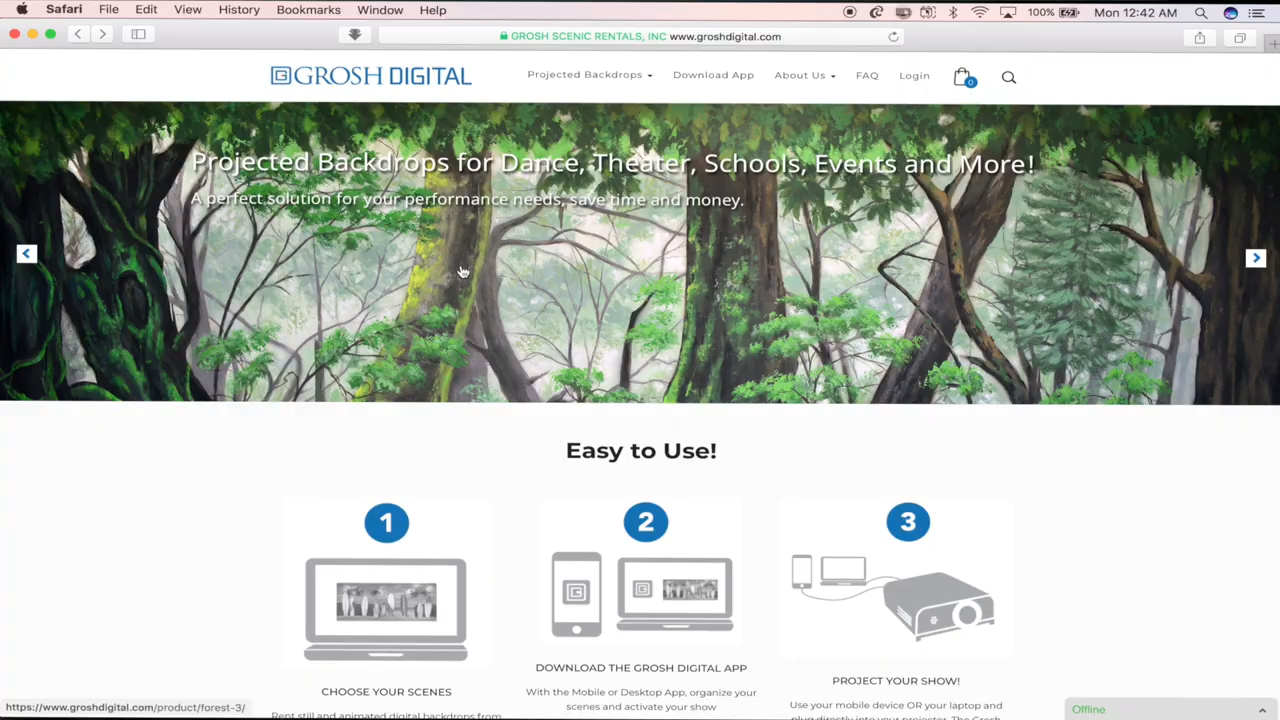 Safari File Edit View History Bookmarks Window Help 100% Mon 12:42 AM
GROSH SCENIC RENTALS, INC www.groshdigital.com
GROSH DIGITAL Projected Backdrops Download App About Us FAQ Login 0
Projected Backdrops for Dance, Theater, Schools, Events and More!
A perfect solution for your performance needs, save time and money.
Easy to Use!
1 2 3
DOWNLOAD THE GROSH DIGITAL APP
PROJECT YOUR SHOW!
CHOOSE YOUR SCENES
With the Mobile or Desktop App, organize your
scenes and activate your show
Use your mobile device OR your laptop and
plug directly into your projector. The Grosh
Rent still and animated digital backdrops from
https://www.groshdigital.com/product/forest-3/
Offline